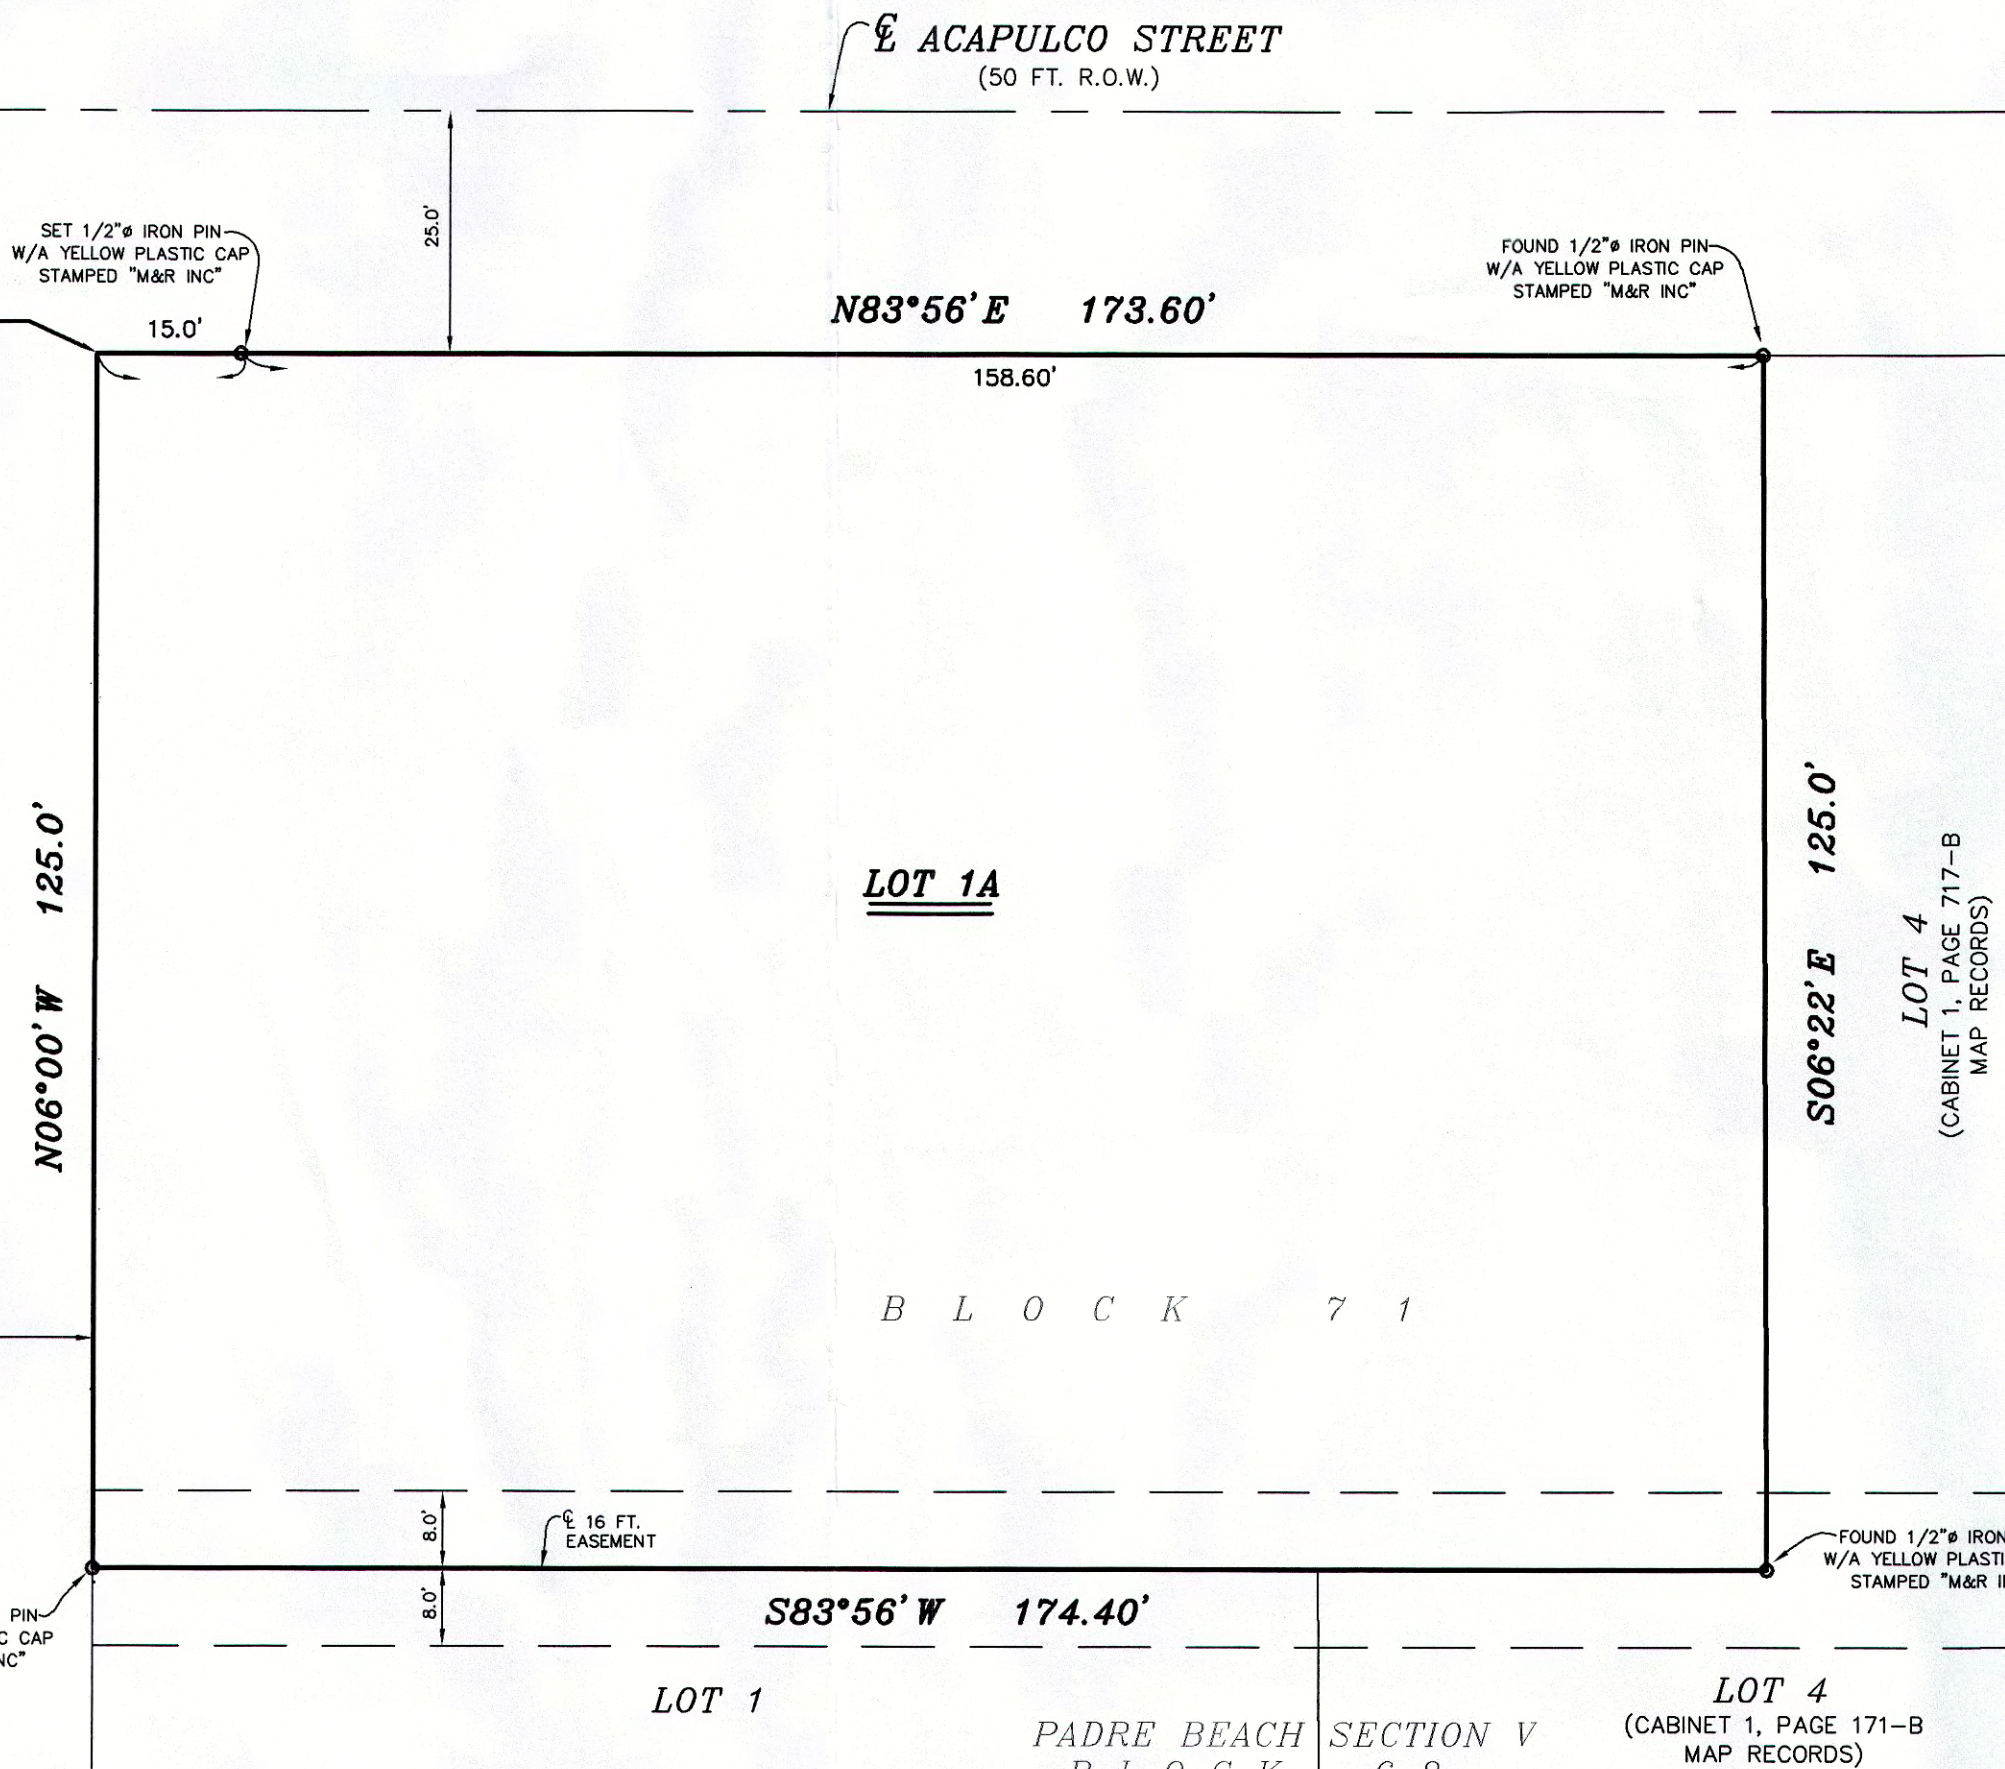 ℄ ACAPULCO STREET
(50 FT. R.O.W.)
25.0'
SET 1/2"ø IRON PIN
W/A YELLOW PLASTIC CAP
STAMPED "M&R INC"
FOUND 1/2"ø IRON PIN
W/A YELLOW PLASTIC CAP
STAMPED "M&R INC"
N83°56'E 173.60'
15.0'
158.60'
N06°00'W 125.0'
LOT 1A
S06°22'E 125.0'
LOT 4
(CABINET 1, PAGE 717-B
MAP RECORDS)
BLOCK 71
8.0'
℄ 16 FT.
EASEMENT
FOUND 1/2"ø IRON
W/A YELLOW PLASTI
STAMPED "M&R I
8.0'
PIN
C CAP
NC"
S83°56'W 174.40'
LOT 1
LOT 4
(CABINET 1, PAGE 171-B
MAP RECORDS)
PADRE BEACH SECTION V
BLOCK